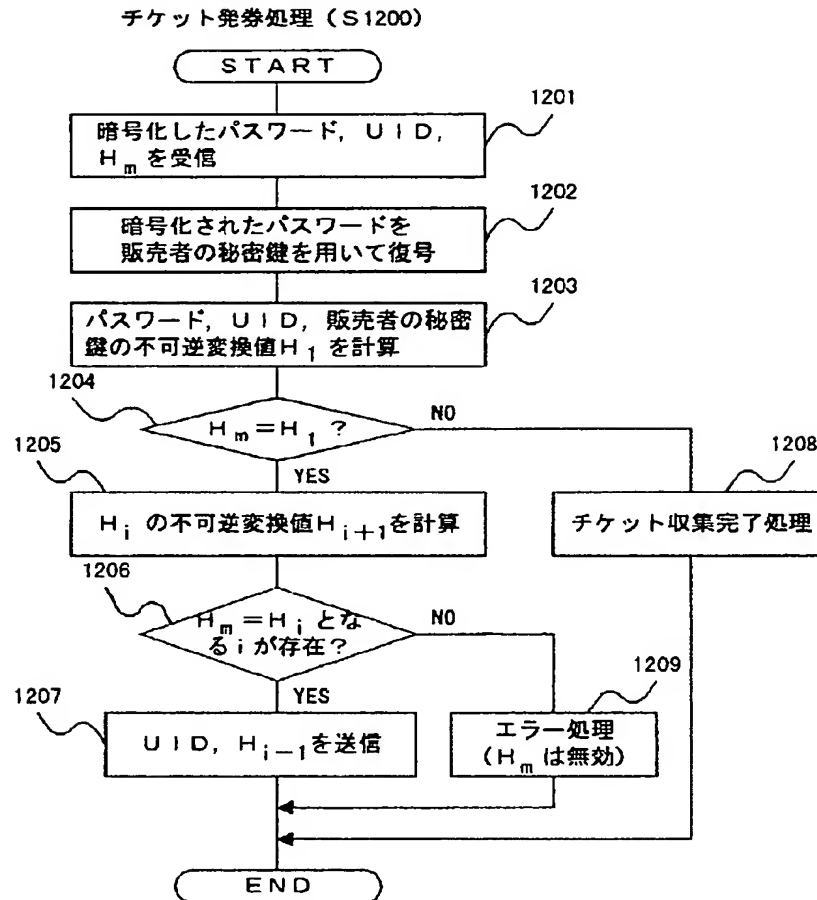 チケット発券処理(S1200)
START
1201
暗号化したパスワード,UID,
Hmを受信
1202
暗号化されたパスワードを
販売者の秘密鍵を用いて復号
1203
パスワード,UID,販売者の秘密
鍵の不可逆変換値H1を計算
1204
Hm=H1?
NO
YES
1205
Hiの不可逆変換値Hi+1を計算
1208
チケット収集完了処理
1206
Hm=Hiとな
るiが存在?
NO
YES
1207
UID,Hi-1を送信
1209
エラー処理
(Hmは無効)
END